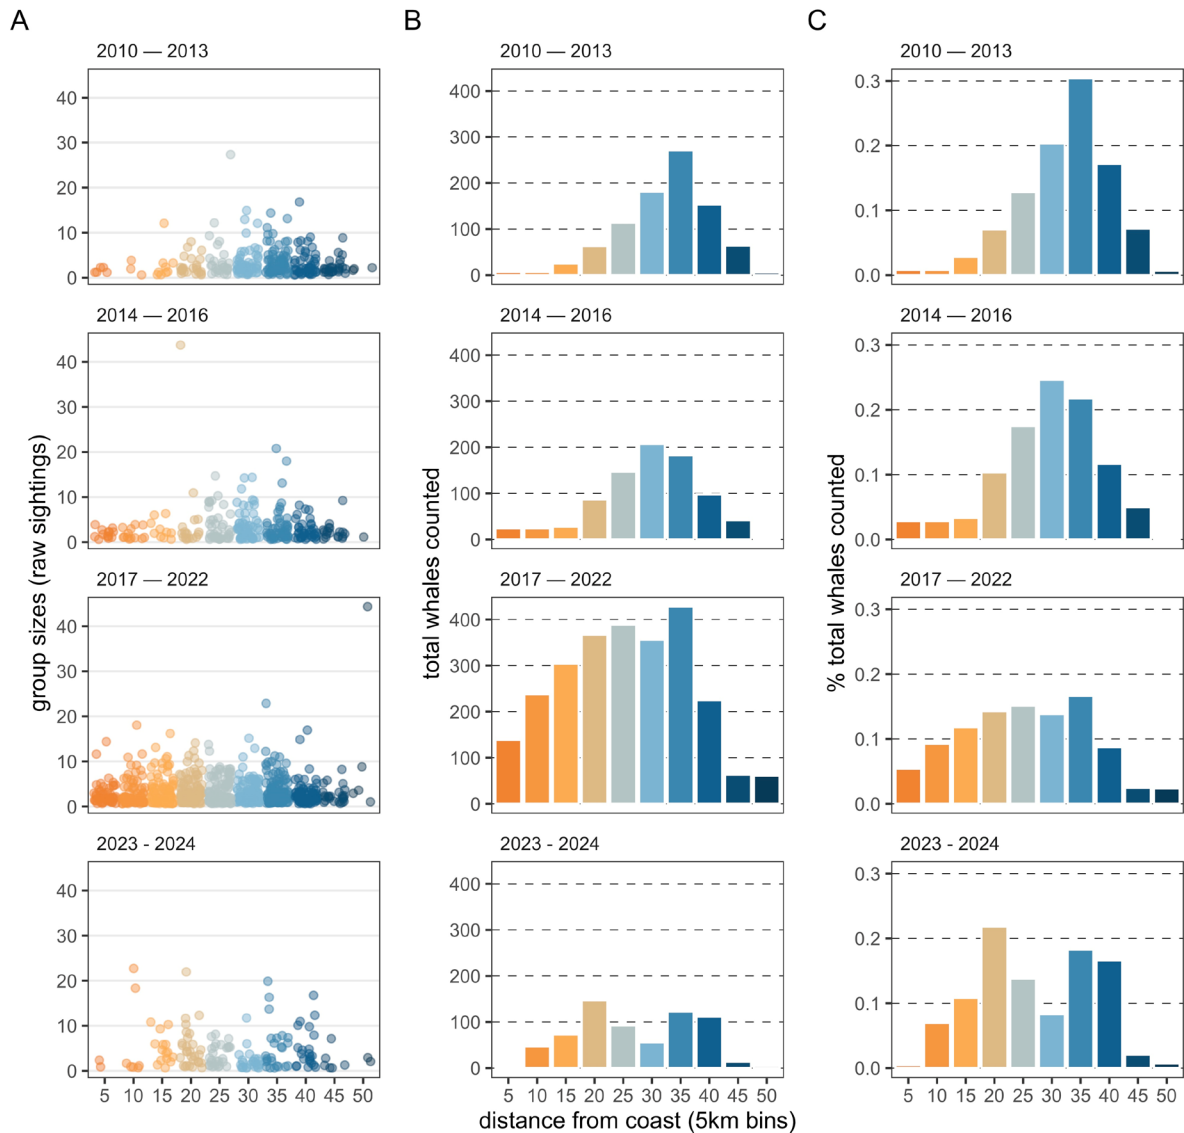 A
B
C
2010 — 2013
2010 — 2013
2010 — 2013
40
30
20
10
0
400
300
200
100
0
0.3
0.2
0.1
0.0
2014 — 2016
2014 — 2016
2014 — 2016
40
30
20
10
0
400
300
200
100
0
0.3
0.2
0.1
0.0
group sizes (raw sightings)
total whales counted
% total whales counted
2017 — 2022
2017 — 2022
2017 — 2022
40
30
20
10
0
400
300
200
100
0
0.3
0.2
0.1
0.0
2023 - 2024
2023 - 2024
2023 - 2024
40
30
20
10
0
400
300
200
100
0
0.3
0.2
0.1
0.0
5 10 15 20 25 30 35 40 45 50
5 10 15 20 25 30 35 40 45 50
5 10 15 20 25 30 35 40 45 50
distance from coast (5km bins)